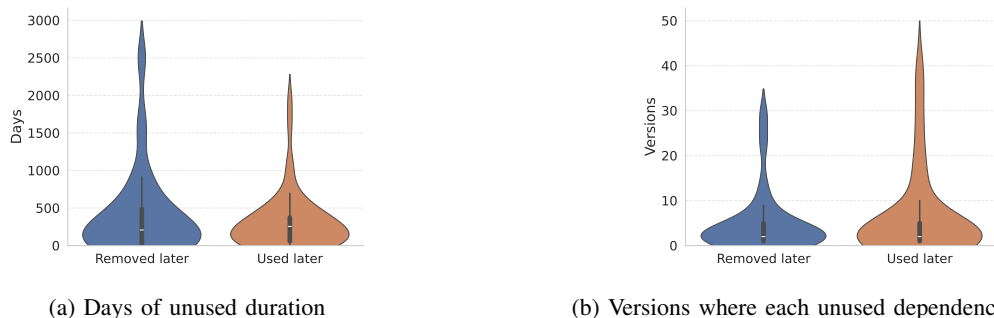 3000
2500
2000
1500
1000
500
0
Days
Removed later
Used later
(a) Days of unused duration
50
40
30
20
10
0
Versions
Removed later
Used later
(b) Versions where each unused